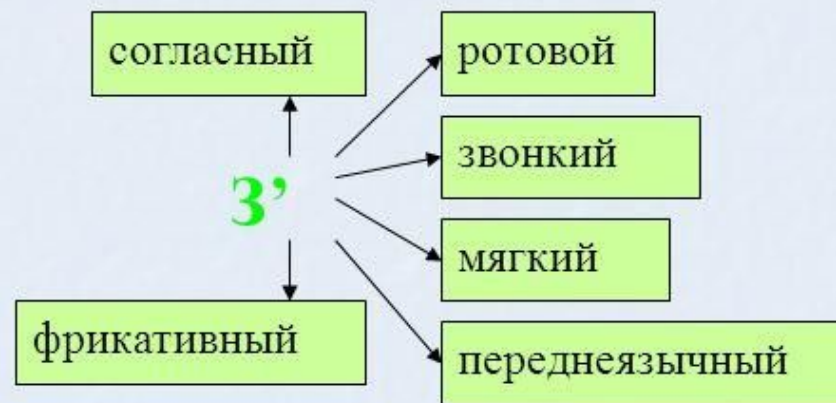 согласный
ротовой
звонкий
З’
мягкий
фрикативный
переднеязычный